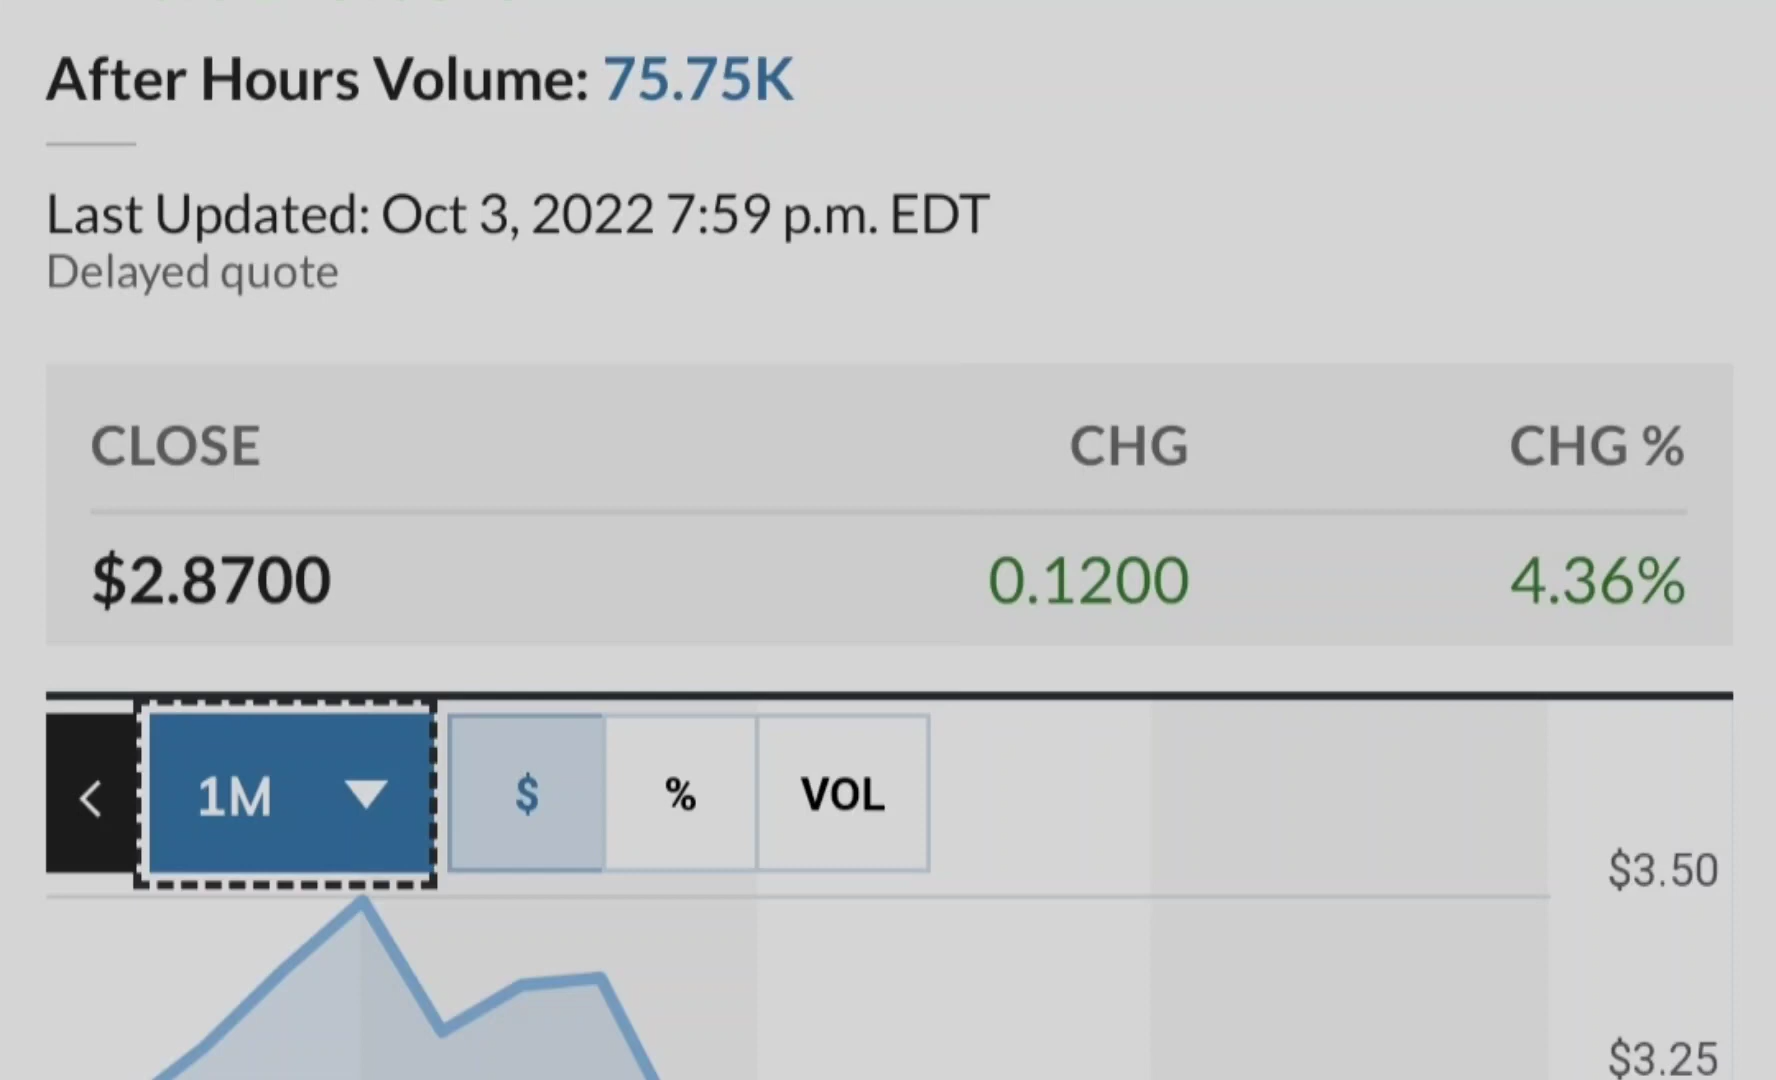 After Hours Volume: 75.75K
Last Updated: Oct 3, 2022 7:59 p.m. EDT
Delayed quote
CLOSE CHG CHG %
$2.8700 0.1200 4.36%
1M $ % VOL
$3.50
$3.25